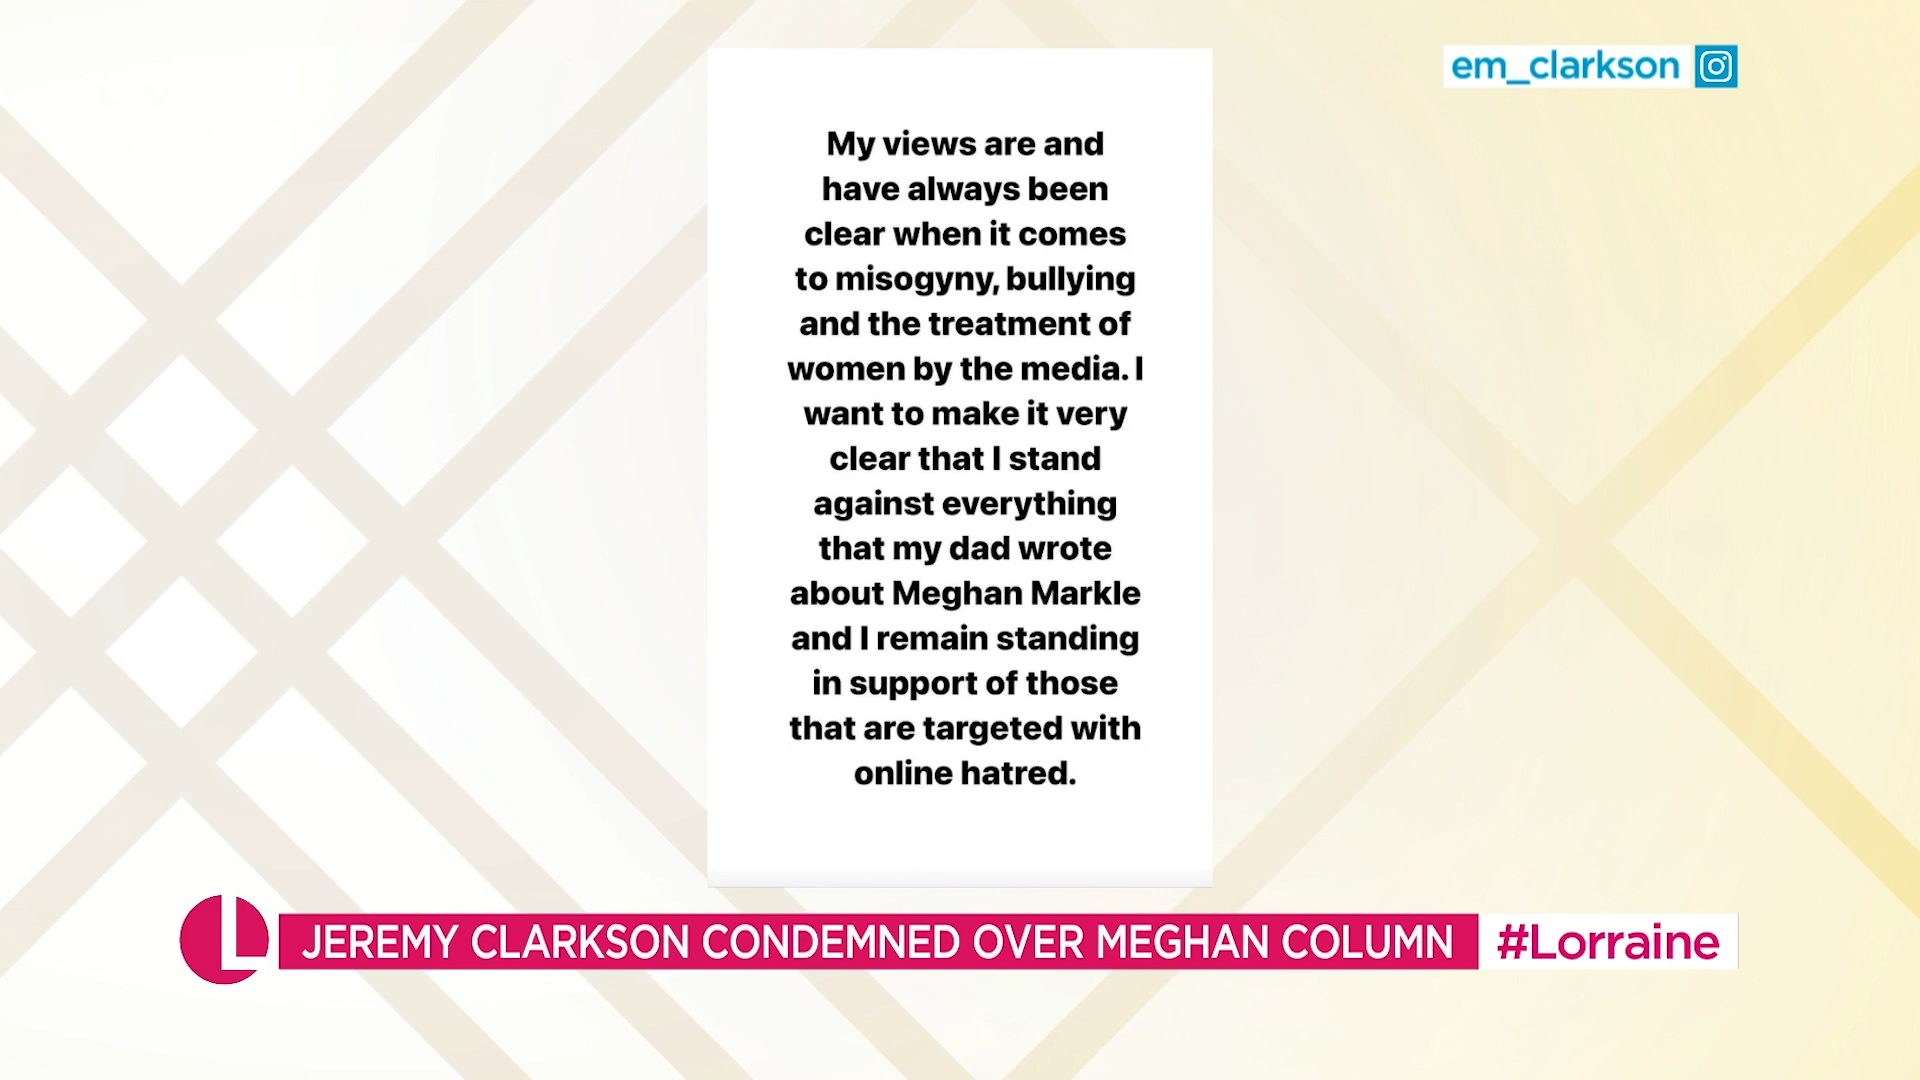 em_clarkson
My views are and
have always been
clear when it comes
to misogyny, bullying
and the treatment of
women by the media. I
want to make it very
clear that I stand
against everything
that my dad wrote
about Meghan Markle
and I remain standing
in support of those
that are targeted with
online hatred.
L JEREMY CLARKSON CONDEMNED OVER MEGHAN COLUMN #Lorraine